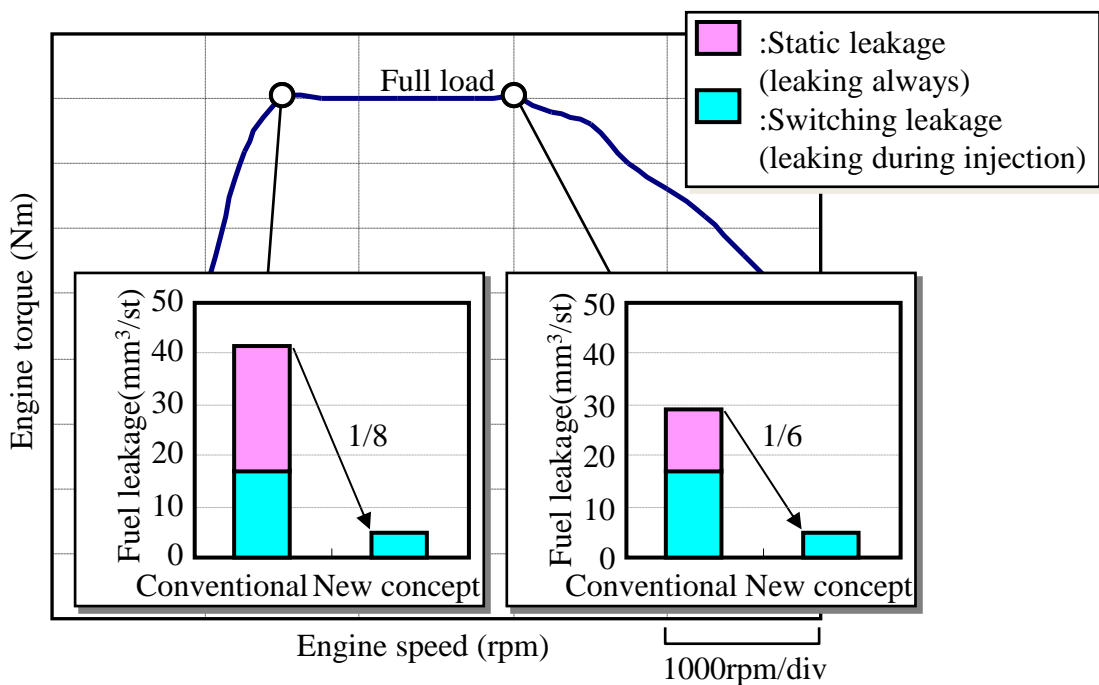 :Static leakage
(leaking always)
:Switching leakage
(leaking during injection)
Full load
Engine torque (Nm)
Fuel leakage(mm³/st)
50
40
30
20
10
0
1/8
Conventional New concept
Fuel leakage(mm³/st)
50
40
30
20
10
0
1/6
Conventional New concept
Engine speed (rpm)
1000rpm/div